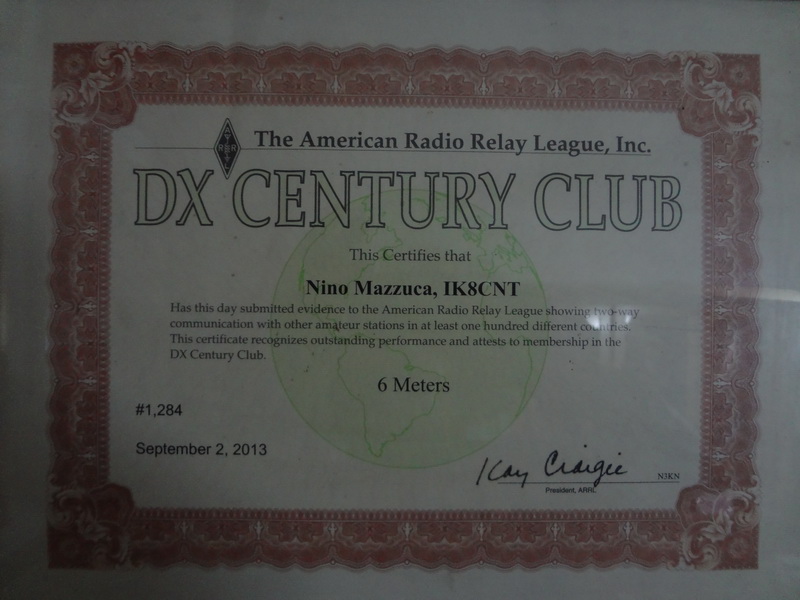 The American Radio Relay League, Inc.
DX CENTURY CLUB
This Certifies that
Nino Mazzuca, IK8CNT
Has this day submitted evidence to the American Radio Relay League showing two-way
communication with other amateur stations in at least one hundred different countries.
This certificate recognizes outstanding performance and attests to membership in the
DX Century Club.
6 Meters
#1,284
September 2, 2013
Kay Craigie
N3KN
President, ARRL